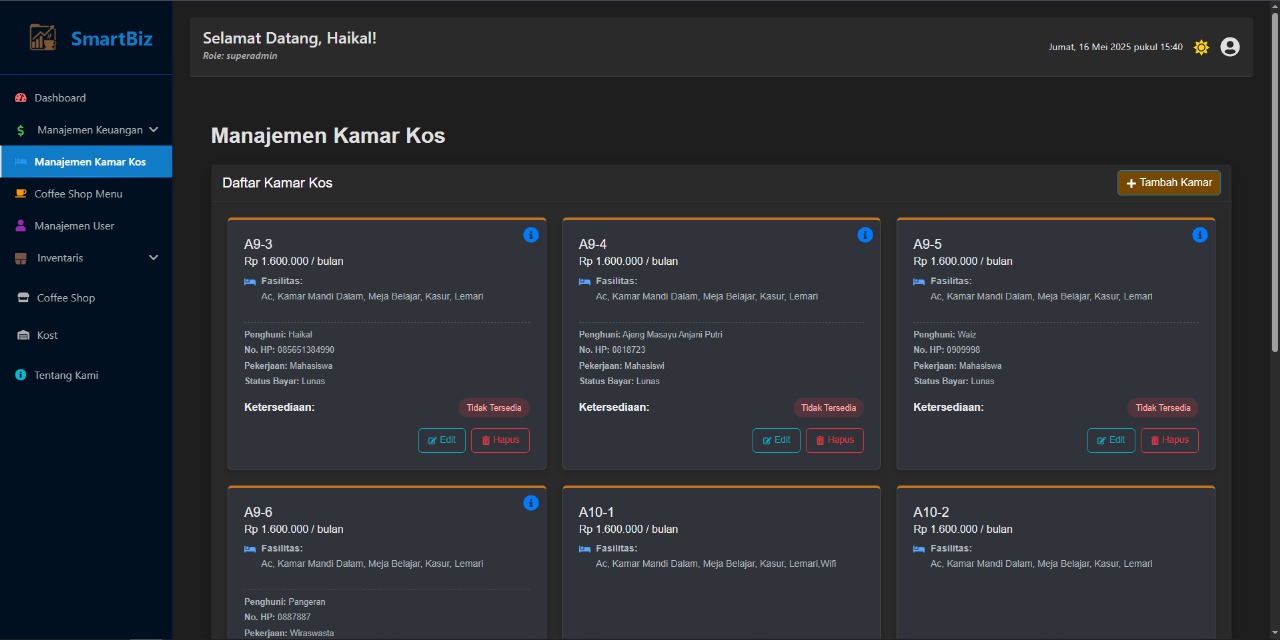 SmartBiz
Selamat Datang, Haikal!
Role: superadmin
Jumat, 16 Mei 2025 pukul 15:40
Dashboard
Manajemen Keuangan
Manajemen Kamar Kos
Coffee Shop Menu
Manajemen User
Inventaris
Coffee Shop
Kost
Tentang Kami
Manajemen Kamar Kos
Daftar Kamar Kos
+ Tambah Kamar
A9-3
Rp 1.600.000 / bulan
Fasilitas:
Ac, Kamar Mandi Dalam, Meja Belajar, Kasur, Lemari
Penghuni: Haikal
No. HP: 085651384990
Pekerjaan: Mahasiswa
Status Bayar: Lunas
Ketersediaan:
Tidak Tersedia
Edit
Hapus
A9-4
Rp 1.600.000 / bulan
Fasilitas:
Ac, Kamar Mandi Dalam, Meja Belajar, Kasur, Lemari
Penghuni: Ajeng Masayu Anjani Putri
No. HP: 0818723
Pekerjaan: Mahasiswi
Status Bayar: Lunas
Ketersediaan:
Tidak Tersedia
Edit
Hapus
A9-5
Rp 1.600.000 / bulan
Fasilitas:
Ac, Kamar Mandi Dalam, Meja Belajar, Kasur, Lemari
Penghuni: Waiz
No. HP: 0909998
Pekerjaan: Mahasiswa
Status Bayar: Lunas
Ketersediaan:
Tidak Tersedia
Edit
Hapus
A9-6
Rp 1.600.000 / bulan
Fasilitas:
Ac, Kamar Mandi Dalam, Meja Belajar, Kasur, Lemari
Penghuni: Pangeran
No. HP: 0887887
Pekerjaan: Wiraswasta
A10-1
Rp 1.600.000 / bulan
Fasilitas:
Ac, Kamar Mandi Dalam, Meja Belajar, Kasur, Lemari,Wifi
A10-2
Rp 1.600.000 / bulan
Fasilitas:
Ac, Kamar Mandi Dalam, Meja Belajar, Kasur, Lemari